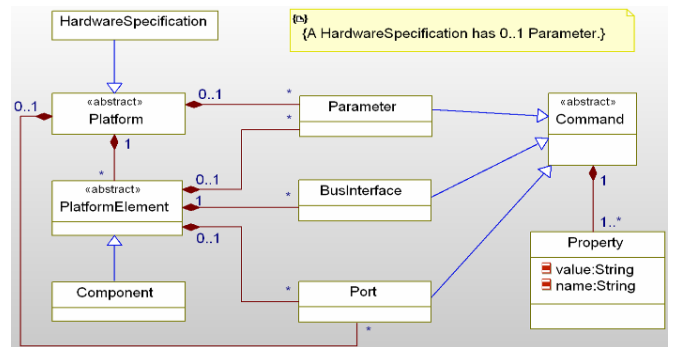 HardwareSpecification
{A HardwareSpecification has 0..1 Parameter.}
0..1
«abstract»
Platform
0..1
*
Parameter
«abstract»
Command
1
*
*
«abstract»
PlatformElement
0..1
1
*
BusInterface
0..1
1
1..*
Component
*
Port
*
Property
value:String
name:String